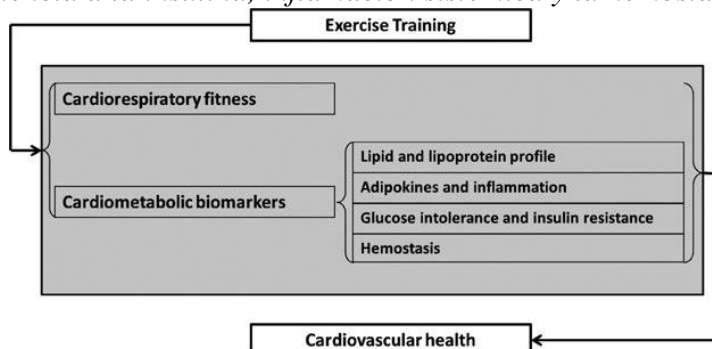 Exercise Training
Cardiorespiratory fitness
Cardiometabolic biomarkers
Lipid and lipoprotein profile
Adipokines and inflammation
Glucose intolerance and insulin resistance
Hemostasis
Cardiovascular health